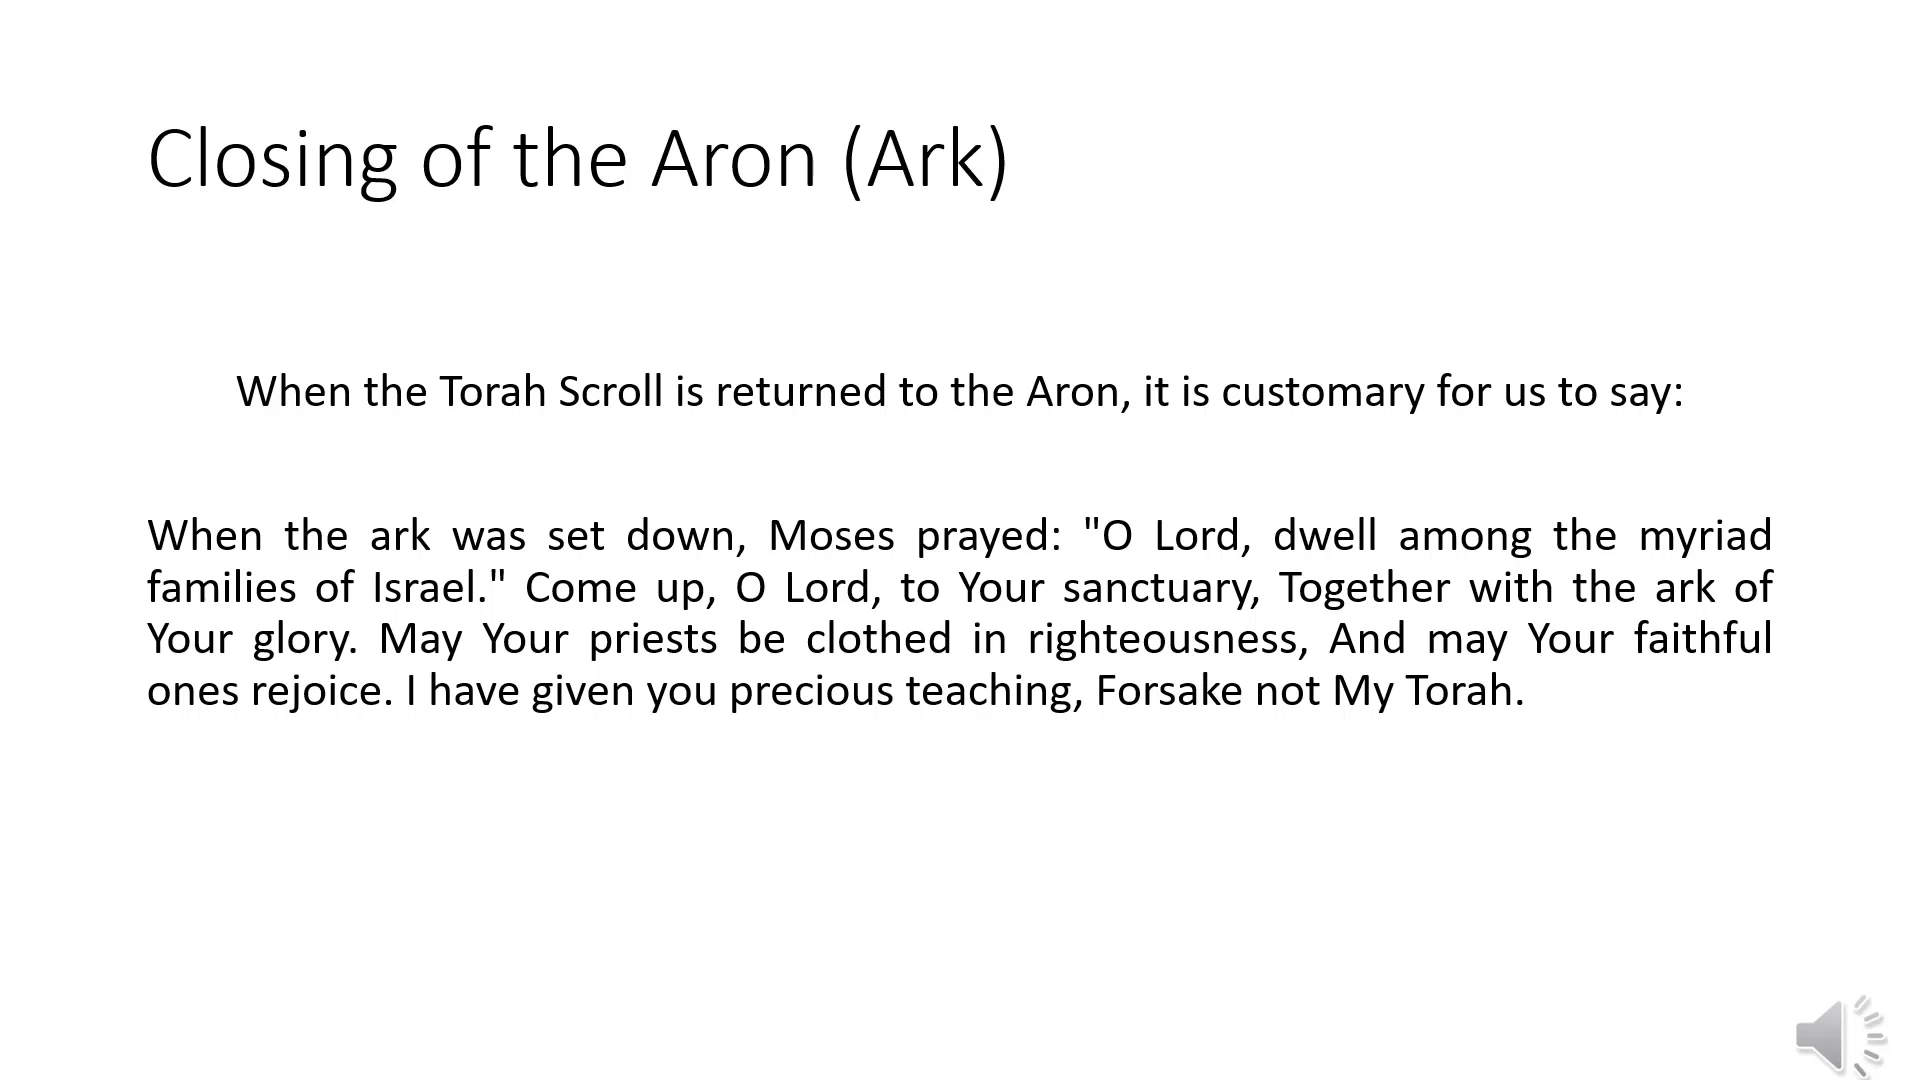 Closing of the Aron (Ark)
When the Torah Scroll is returned to the Aron, it is customary for us to say:
When the ark was set down, Moses prayed: "O Lord, dwell among the myriad
families of Israel." Come up, O Lord, to Your sanctuary, Together with the ark of
Your glory. May Your priests be clothed in righteousness, And may Your faithful
ones rejoice. I have given you precious teaching, Forsake not My Torah.